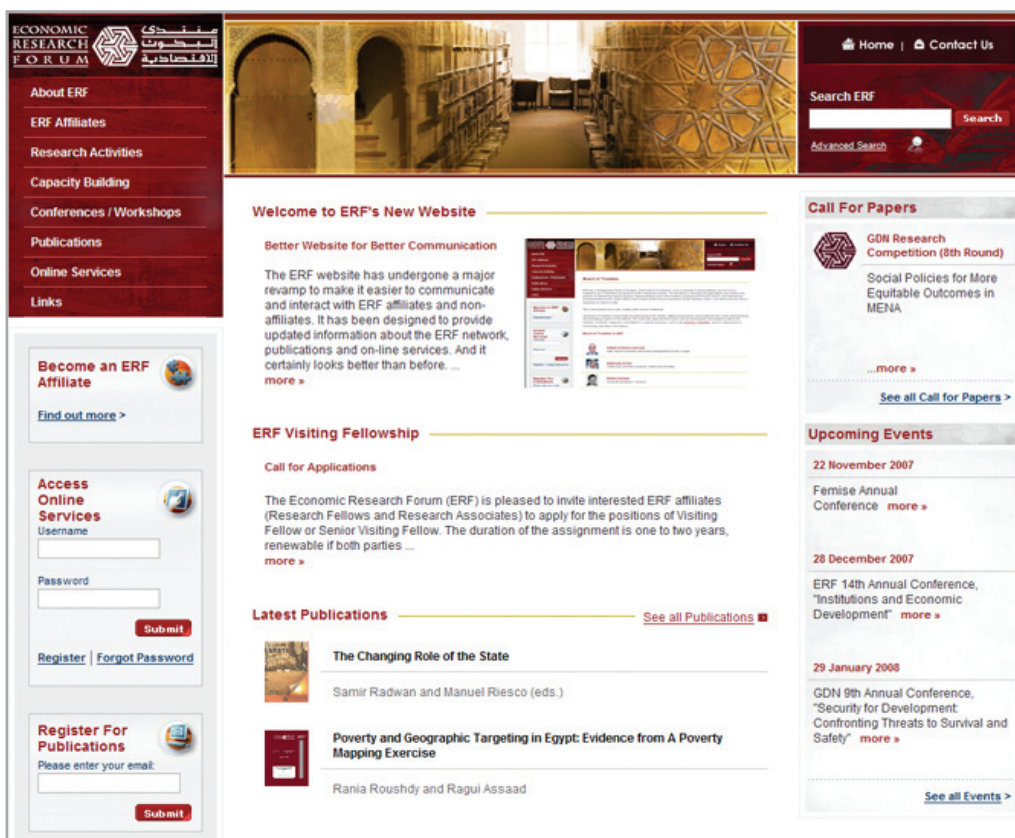 ECONOMIC
RESEARCH
FORUM
منتدى
البحوث
الاقتصادية
About ERF
ERF Affiliates
Research Activities
Capacity Building
Conferences / Workshops
Publications
Online Services
Links
Home | Contact Us
Search ERF
Search
Advanced Search
Become an ERF
Affiliate
Find out more >
Access
Online
Services
Username
Password
Submit
Register | Forgot Password
Register For
Publications
Please enter your email:
Submit
Welcome to ERF's New Website
Better Website for Better Communication
The ERF website has undergone a major
revamp to make it easier to communicate
and interact with ERF affiliates and non-
affiliates. It has been designed to provide
updated information about the ERF network,
publications and on-line services. And it
certainly looks better than before. ...
more »
ERF Visiting Fellowship
Call for Applications
The Economic Research Forum (ERF) is pleased to invite interested ERF affiliates
(Research Fellows and Research Associates) to apply for the positions of Visiting
Fellow or Senior Visiting Fellow. The duration of the assignment is one to two years,
renewable if both parties ...
more »
Latest Publications
See all Publications
The Changing Role of the State
Samir Radwan and Manuel Riesco (eds.)
Poverty and Geographic Targeting in Egypt: Evidence from A Poverty
Mapping Exercise
Rania Roushdy and Ragui Assaad
Call For Papers
GDN Research
Competition (8th Round)
Social Policies for More
Equitable Outcomes in
MENA
...more »
See all Call for Papers >
Upcoming Events
22 November 2007
Femise Annual
Conference more »
28 December 2007
ERF 14th Annual Conference,
"Institutions and Economic
Development" more »
29 January 2008
GDN 9th Annual Conference,
"Security for Development:
Confronting Threats to Survival and
Safety" more »
See all Events >